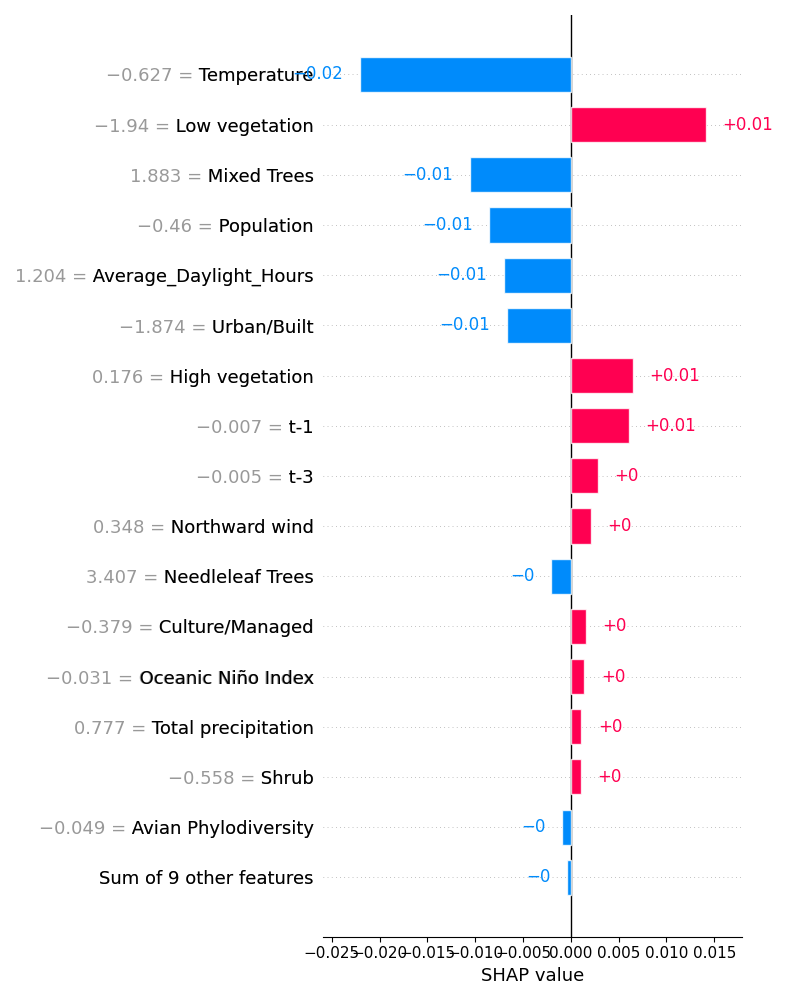 −0.627 = Temperature −0.02
−1.94 = Low vegetation +0.01
1.883 = Mixed Trees −0.01
−0.46 = Population −0.01
1.204 = Average_Daylight_Hours −0.01
−1.874 = Urban/Built −0.01
0.176 = High vegetation +0.01
−0.007 = t-1 +0.01
−0.005 = t-3 +0
0.348 = Northward wind +0
3.407 = Needleleaf Trees −0
−0.379 = Culture/Managed +0
−0.031 = Oceanic Niño Index +0
0.777 = Total precipitation +0
−0.558 = Shrub +0
−0.049 = Avian Phylodiversity −0
Sum of 9 other features −0
−0.025 −0.020 −0.015 −0.010 −0.005 0.000 0.005 0.010 0.015
SHAP value